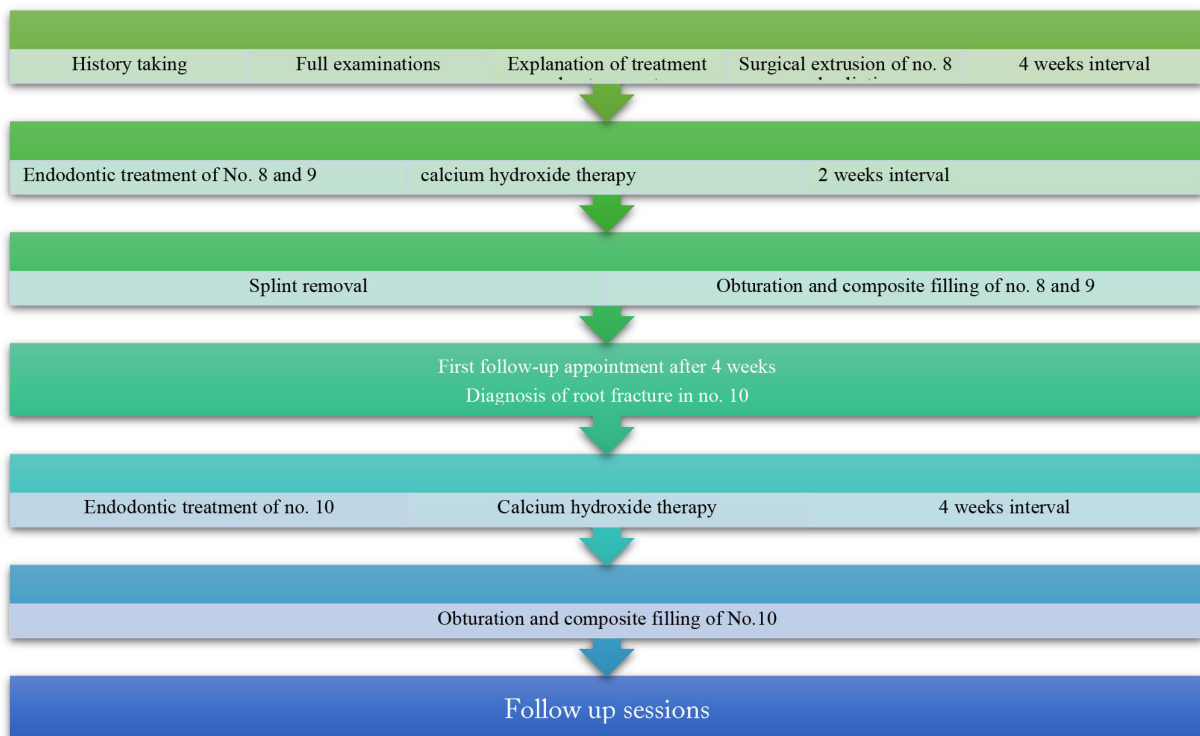 History taking
Full examinations
Explanation of treatment
Surgical extrusion of no. 8
4 weeks interval
Endodontic treatment of No. 8 and 9
calcium hydroxide therapy
2 weeks interval
Splint removal
Obturation and composite filling of no. 8 and 9
First follow-up appointment after 4 weeks
Diagnosis of root fracture in no. 10
Endodontic treatment of no. 10
Calcium hydroxide therapy
4 weeks interval
Obturation and composite filling of No.10
Follow up sessions